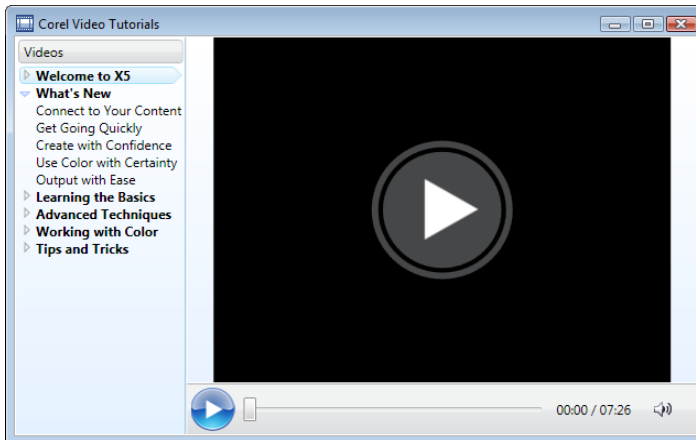 Corel Video Tutorials
Videos
Welcome to X5
What's New
Connect to Your Content
Get Going Quickly
Create with Confidence
Use Color with Certainty
Output with Ease
Learning the Basics
Advanced Techniques
Working with Color
Tips and Tricks
00:00 / 07:26